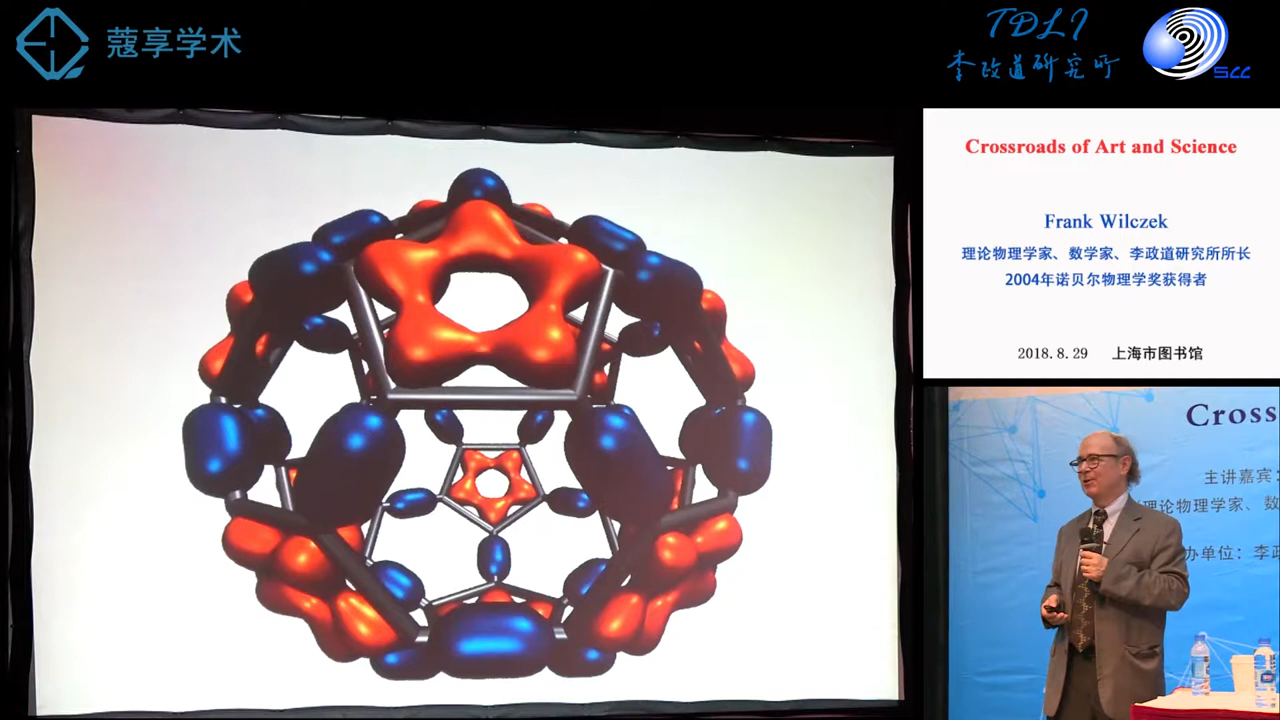 蔻享学术
TDLI
李政道研究所
SCC
Crossroads of Art and Science
Frank Wilczek
理论物理学家、数学家、李政道研究所所长
2004年诺贝尔物理学奖获得者
2018.8.29 上海市图书馆
Cross
主讲嘉宾:
理论物理学家、数
办单位:李政